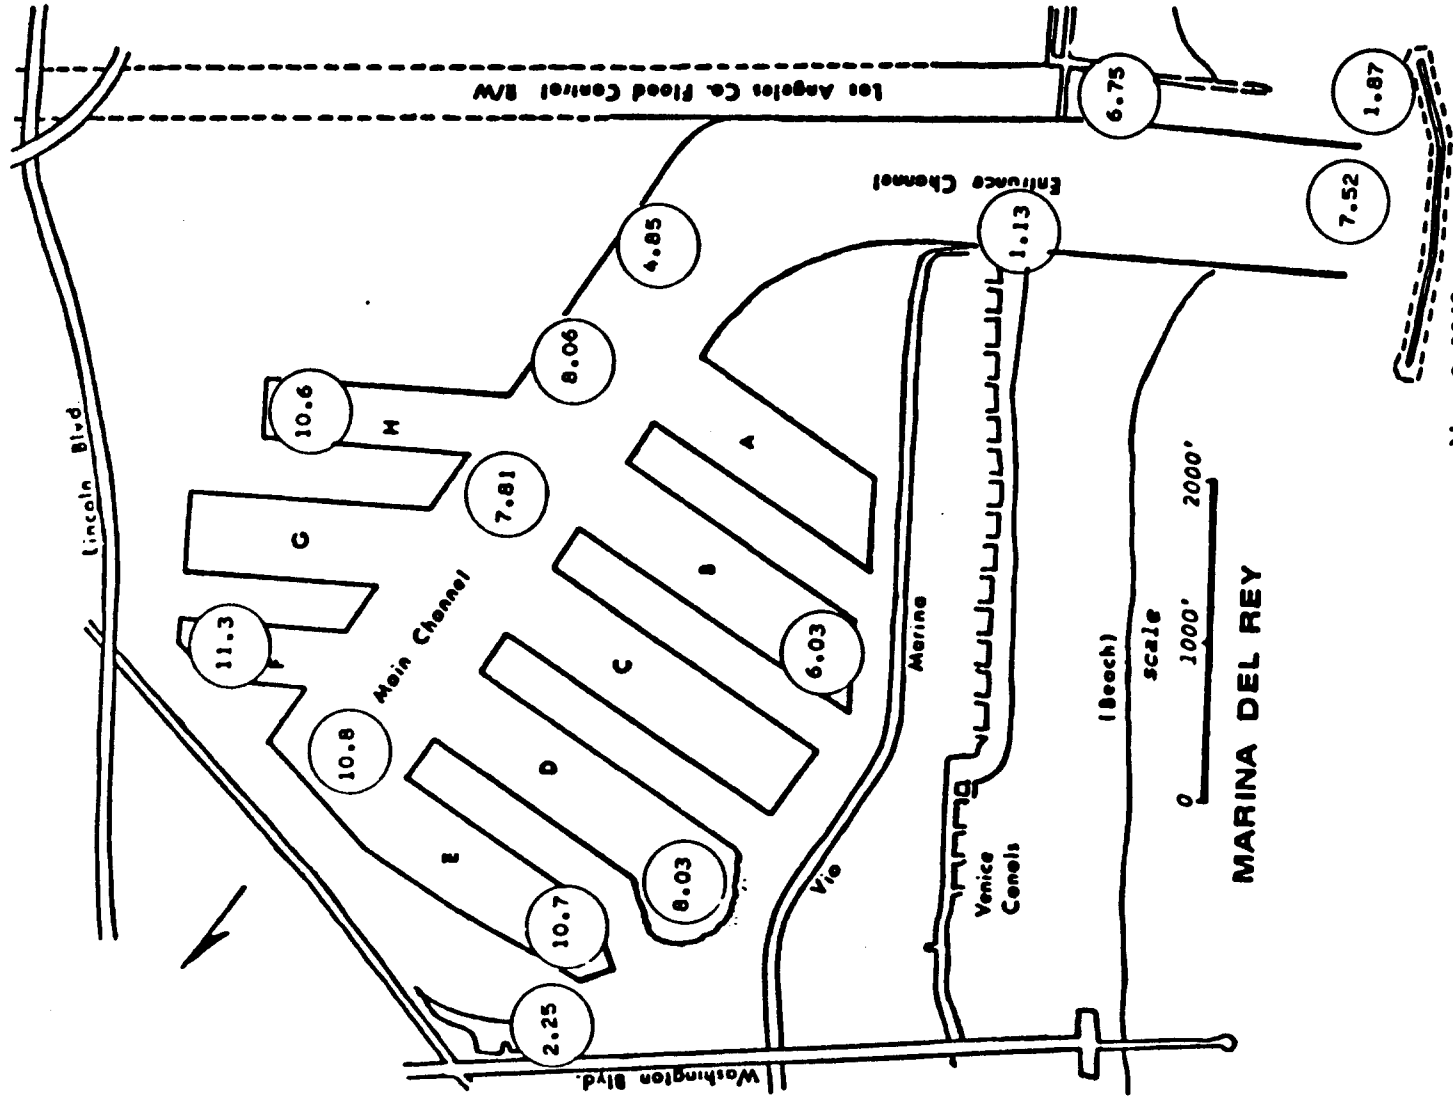 Los Angeles Co. Flood Control R/W
6.75
1.87
Entrance Channel
7.52
1.13
4.85
8.06
10.6
H
A
Lincoln Blvd
7.81
G
B
2000'
Main Channel
11.3
F
C
6.03
Marina
1000'
scale
(Beach)
10.8
D
0
MARINA DEL REY
E
8.03
Via
Venice
Canals
10.7
2.25
Washington Blvd.